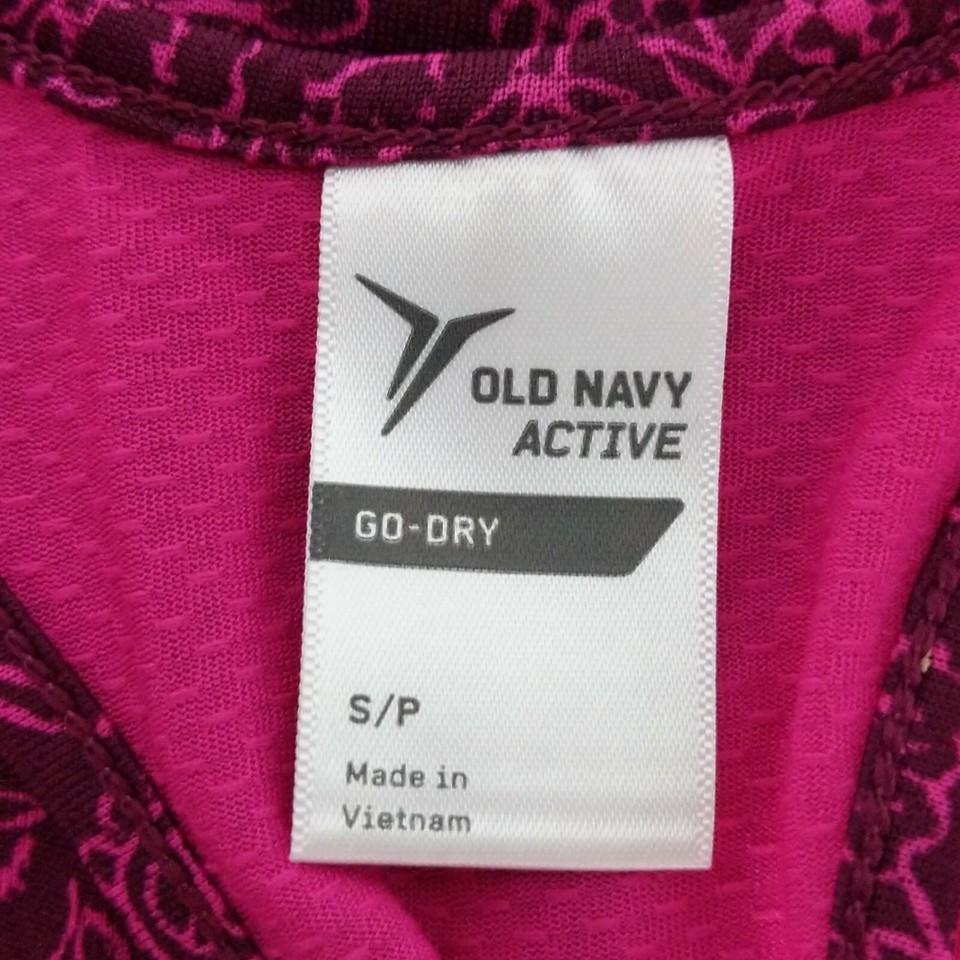 OLD NAVY
ACTIVE
GO-DRY
S/P
Made in
Vietnam